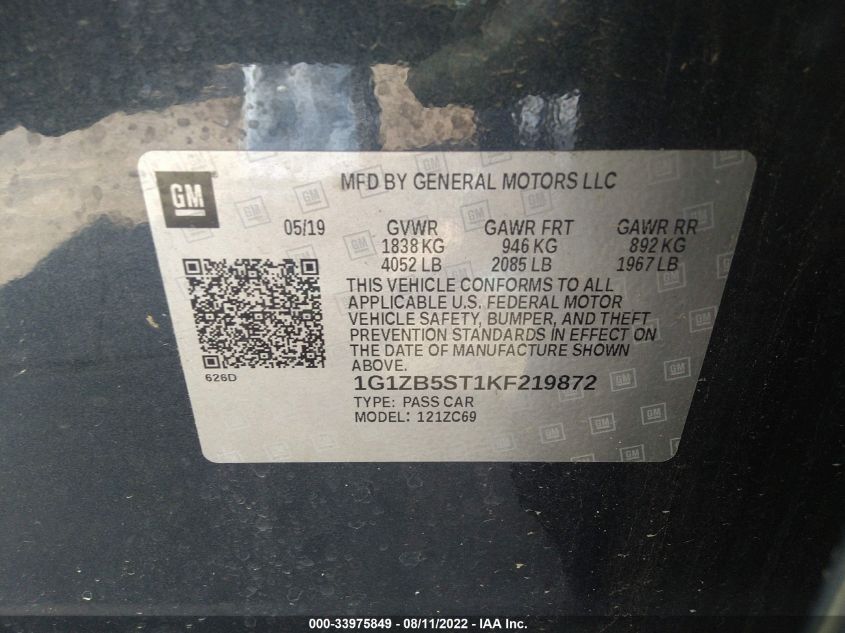 GM
MFD BY GENERAL MOTORS LLC
05/19 GVWR GAWR FRT GAWR RR
1838 KG 946 KG 892 KG
4052 LB 2085 LB 1967 LB
THIS VEHICLE CONFORMS TO ALL
APPLICABLE U.S. FEDERAL MOTOR
VEHICLE SAFETY, BUMPER, AND THEFT
PREVENTION STANDARDS IN EFFECT ON
THE DATE OF MANUFACTURE SHOWN
ABOVE.
626D
1G1ZB5ST1KF219872
TYPE: PASS CAR
MODEL: 121ZC69
000-33975849 - 08/11/2022 - IAA Inc.